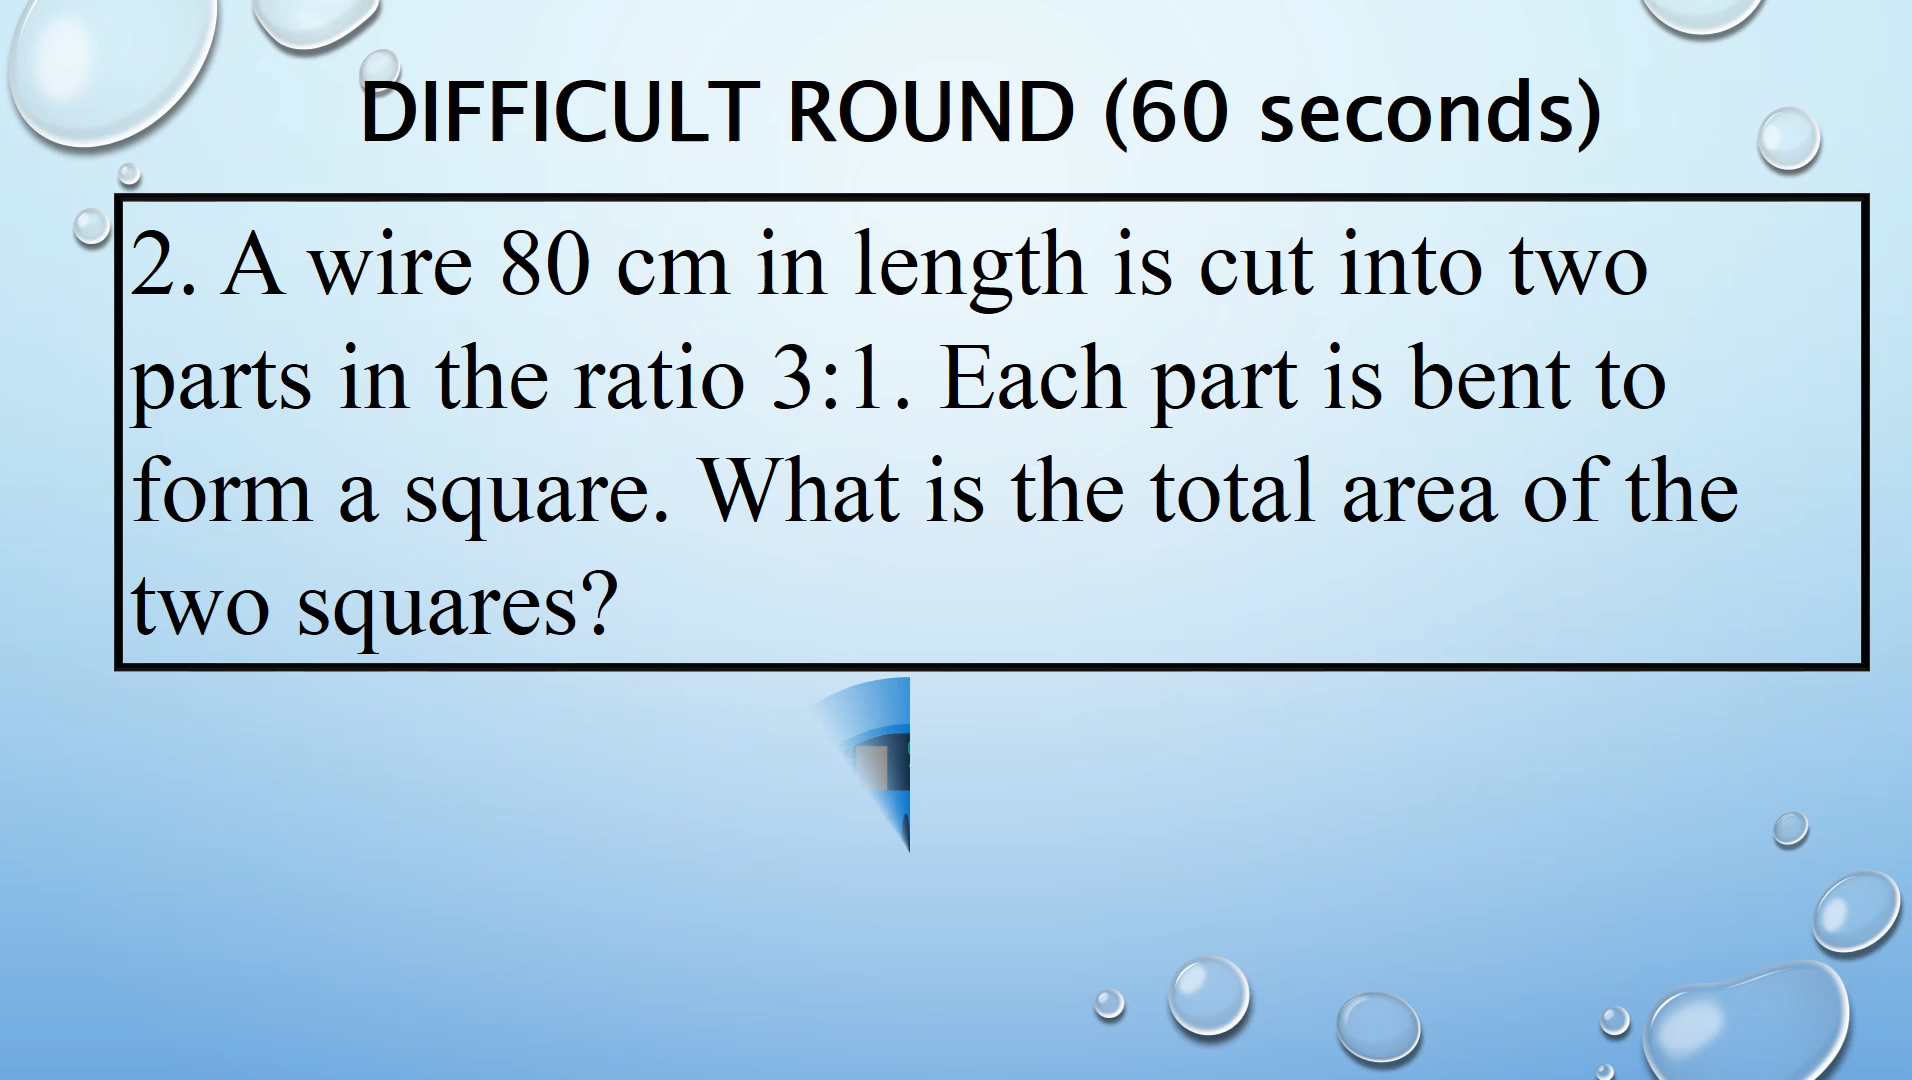 DIFFICULT ROUND (60 seconds)
2. A wire 80 cm in length is cut into two
parts in the ratio 3:1. Each part is bent to
form a square. What is the total area of the
two squares?